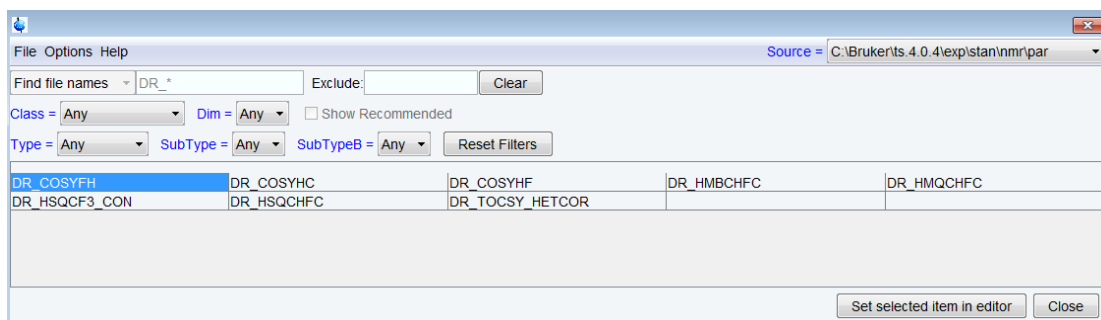 File Options Help Source = C:\Bruker\ts.4.0.4\exp\stan\nmr\par
Find file names DR_* Exclude: Clear
Class = Any Dim = Any Show Recommended
Type = Any SubType = Any SubTypeB = Any Reset Filters
DR_COSYFH DR_COSYHC DR_COSYHF DR_HMBCHFC DR_HMQCHFC
DR_HSQCF3_CON DR_HSQCHFC DR_TOCSY_HETCOR
Set selected item in editor Close